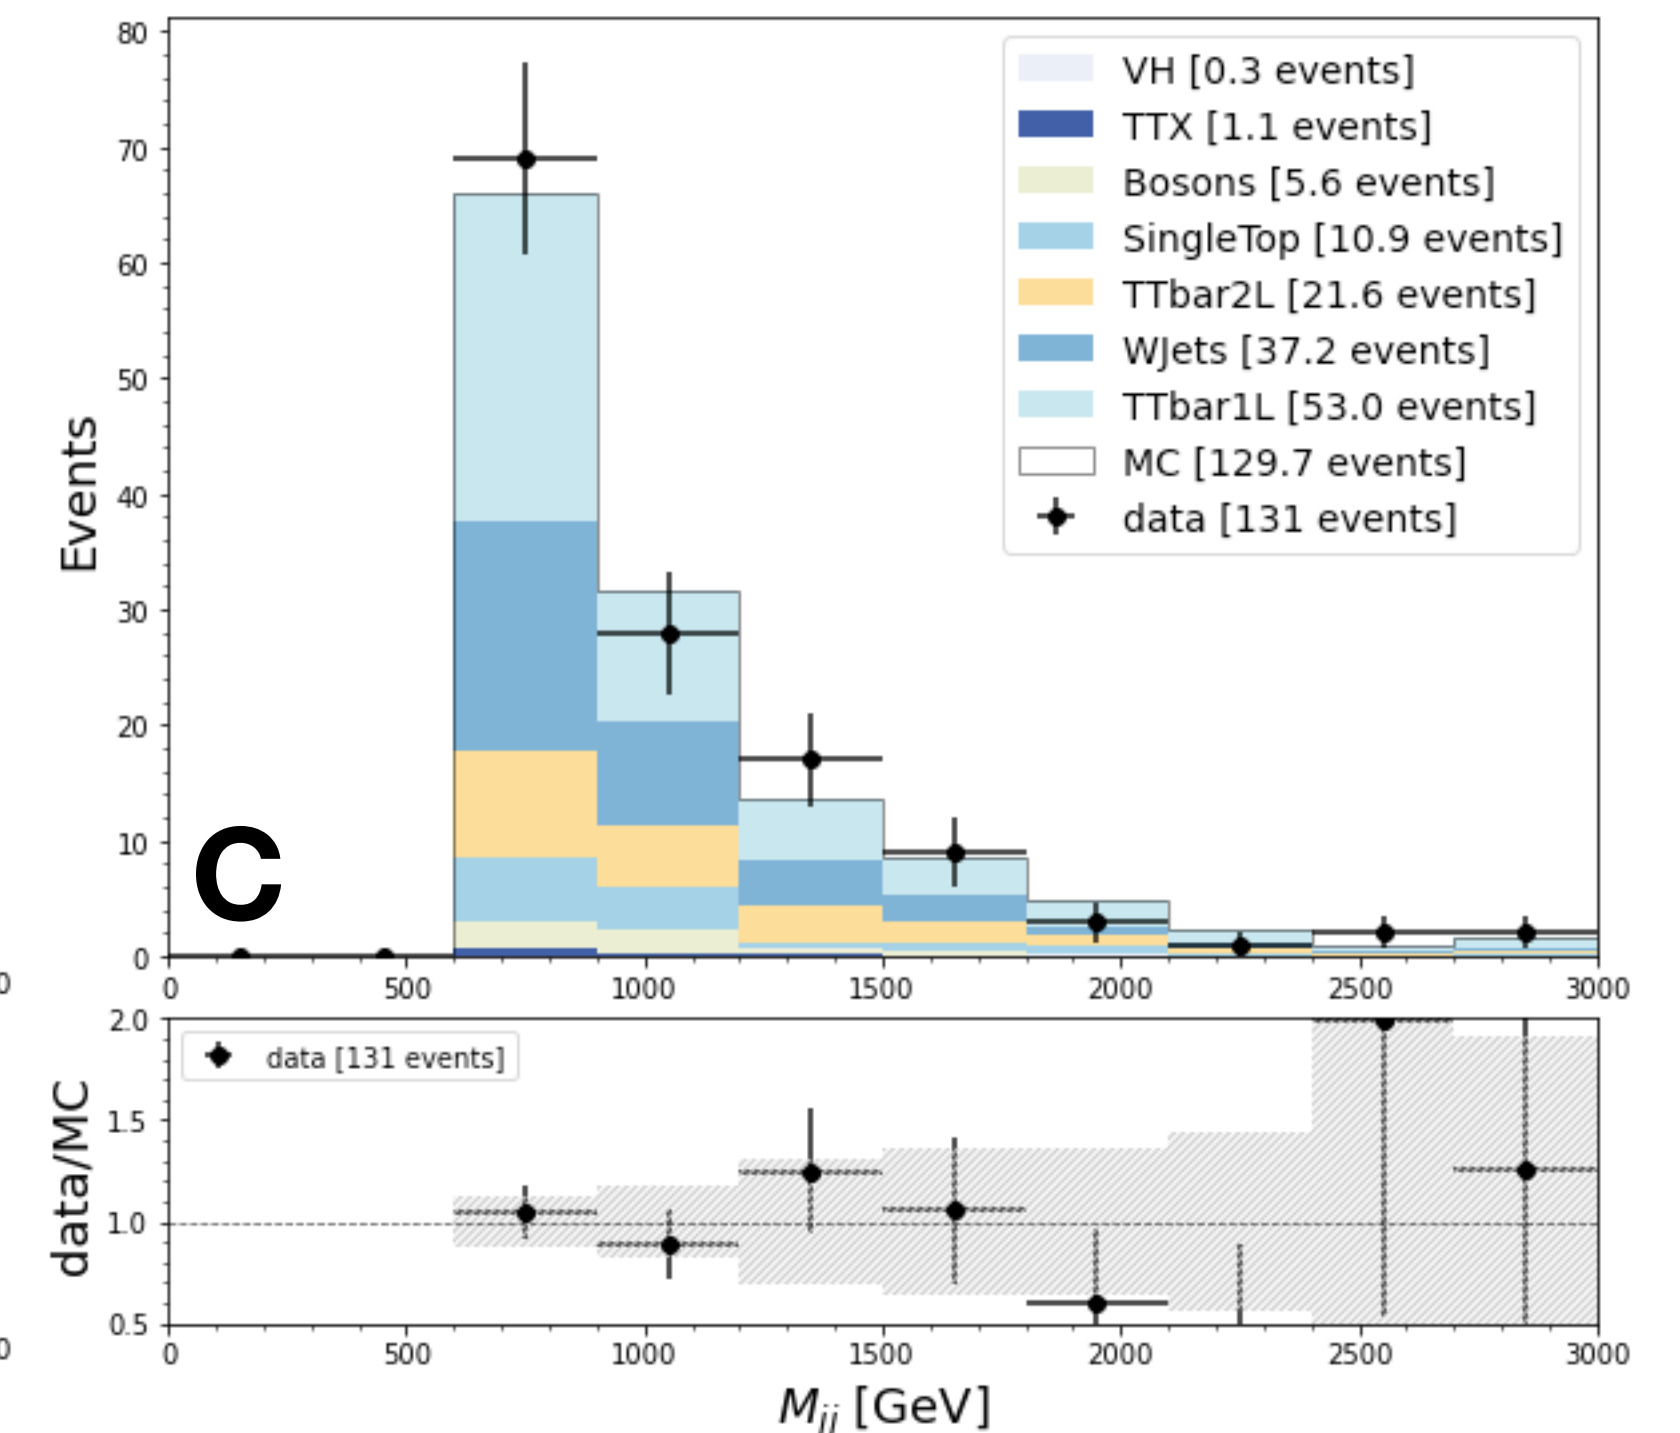 80
70
60
50
40
30
20
10
0
Events
VH [0.3 events]
TTX [1.1 events]
Bosons [5.6 events]
SingleTop [10.9 events]
TTbar2L [21.6 events]
WJets [37.2 events]
TTbar1L [53.0 events]
MC [129.7 events]
data [131 events]
C
0 500 1000 1500 2000 2500 3000
0
2.0
1.5
1.0
0.5
data/MC
data [131 events]
0 500 1000 1500 2000 2500 3000
0
Mjj [GeV]